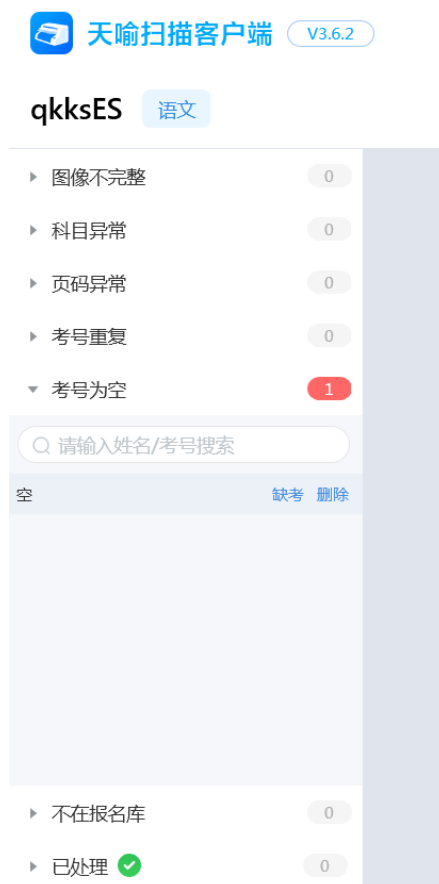 天喻扫描客户端 V3.6.2
qkksES 语文
图像不完整 0
科目异常 0
页码异常 0
考号重复 0
考号为空 1
请输入姓名/考号搜索
空 缺考 删除
不在报名库 0
已处理 0